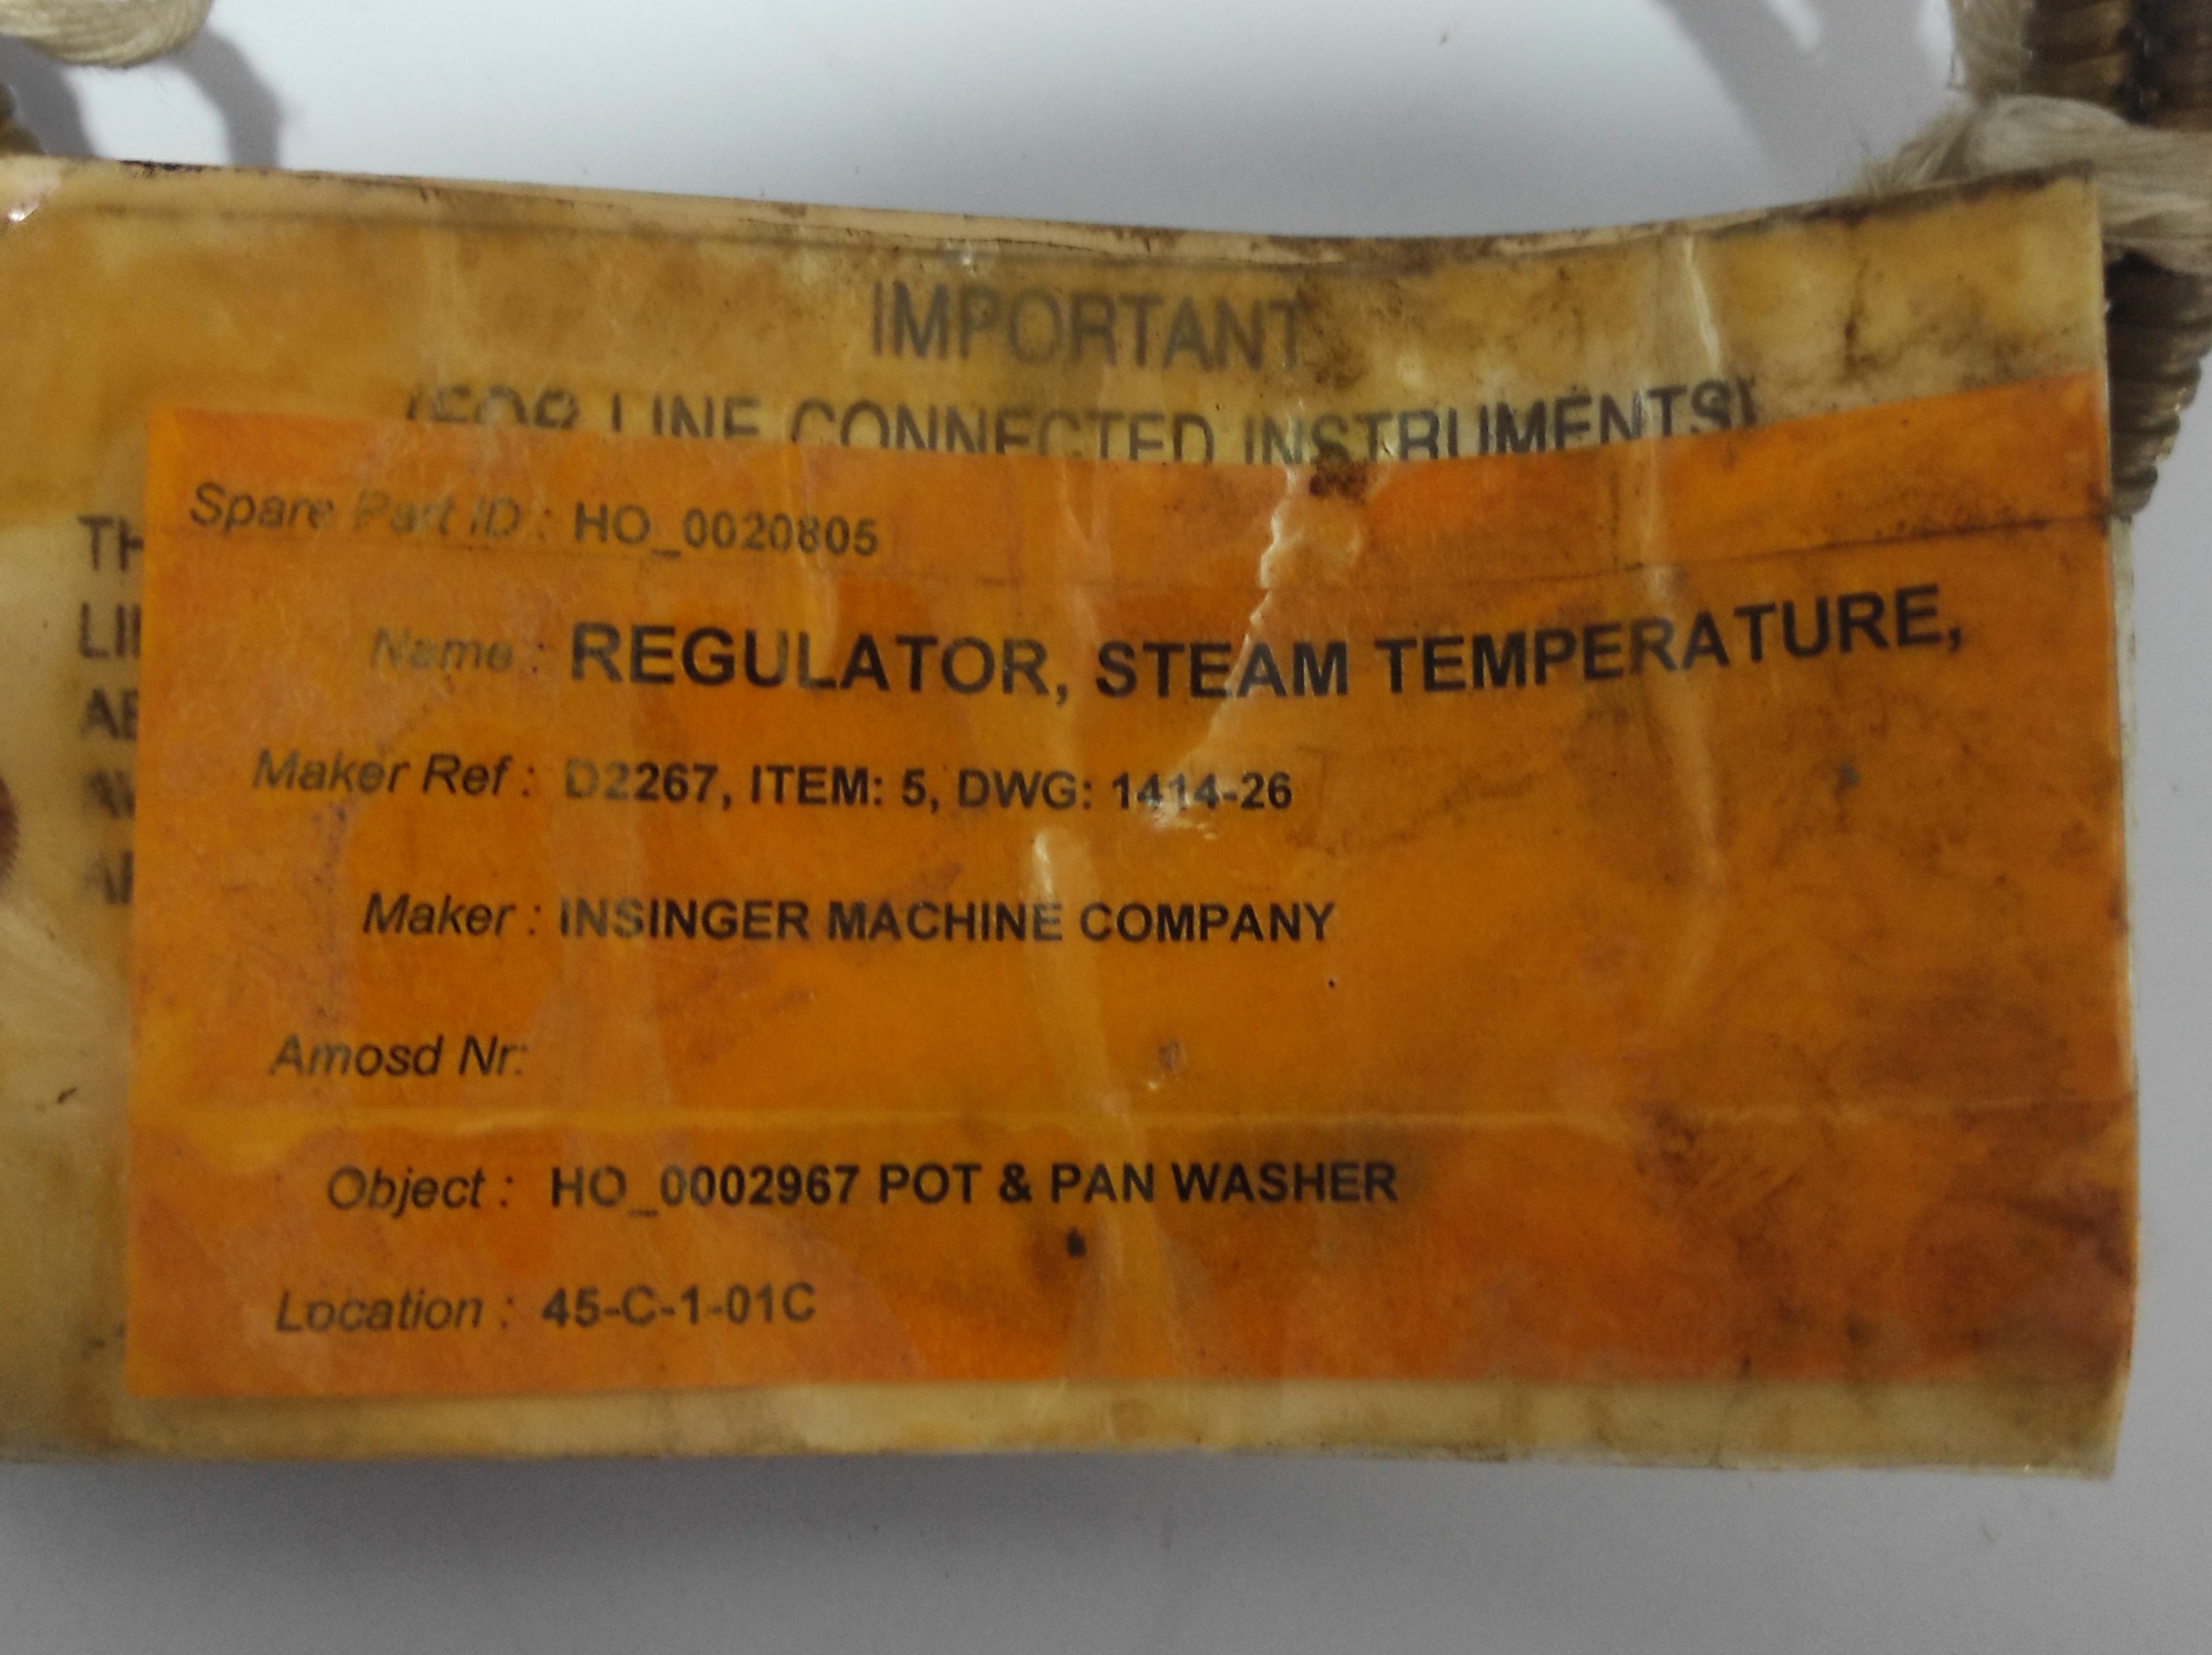 IMPORTANT
(FOR LINE CONNECTED INSTRUMENTS)
Spare Part ID : HO_0020805
Name : REGULATOR, STEAM TEMPERATURE,
Maker Ref : D2267, ITEM: 5, DWG: 1414-26
Maker : INSINGER MACHINE COMPANY
Amosd Nr:
Object : HO_0002967 POT & PAN WASHER
Location : 45-C-1-01C